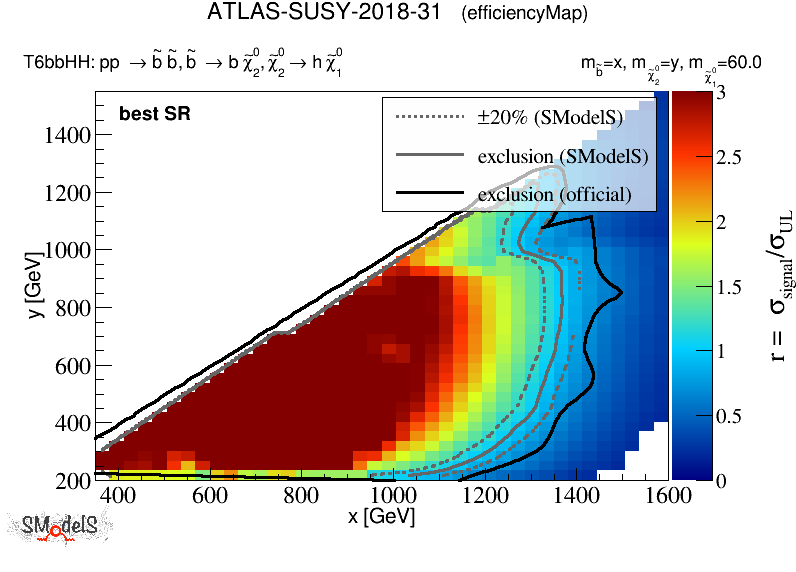 ATLAS-SUSY-2018-31 (efficiencyMap)
T6bbHH: pp → b̃ b̃, b̃ → b χ̃⁰₂, χ̃⁰₂ → h χ̃⁰₁ m_b̃=x, m_χ̃⁰₂=y, m_χ̃⁰₁=60.0
best SR
±20% (SModelS)
exclusion (SModelS)
exclusion (official)
y [GeV]
1400
1200
1000
800
600
400
200
400 600 800 1000 1200 1400 1600
x [GeV]
3
2.5
2
1.5
1
0.5
0
r = σ_signal/σ_UL
SModelS